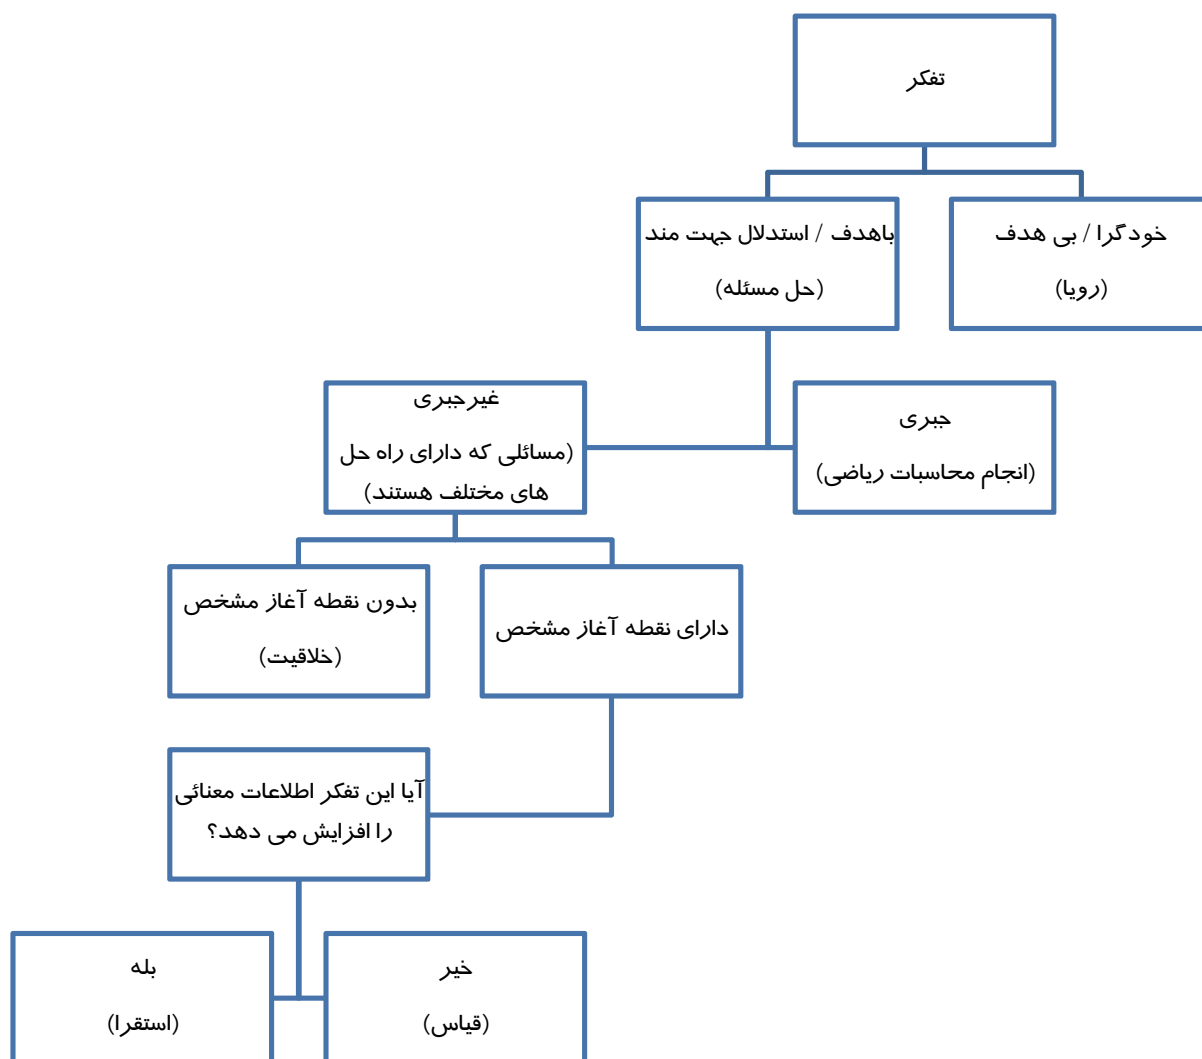 تفکر
خودگرا / بی هدف
(رویا)
باهدف / استدلال جهت مند
(حل مسئله)
جبری
(انجام محاسبات ریاضی)
غیرجبری
(مسائلی که دارای راه حل
های مختلف هستند)
دارای نقطه آغاز مشخص
بدون نقطه آغاز مشخص
(خلاقیت)
آیا این تفکر اطلاعات معنائی
را افزایش می دهد؟
خیر
(قیاس)
بله
(استقرا)